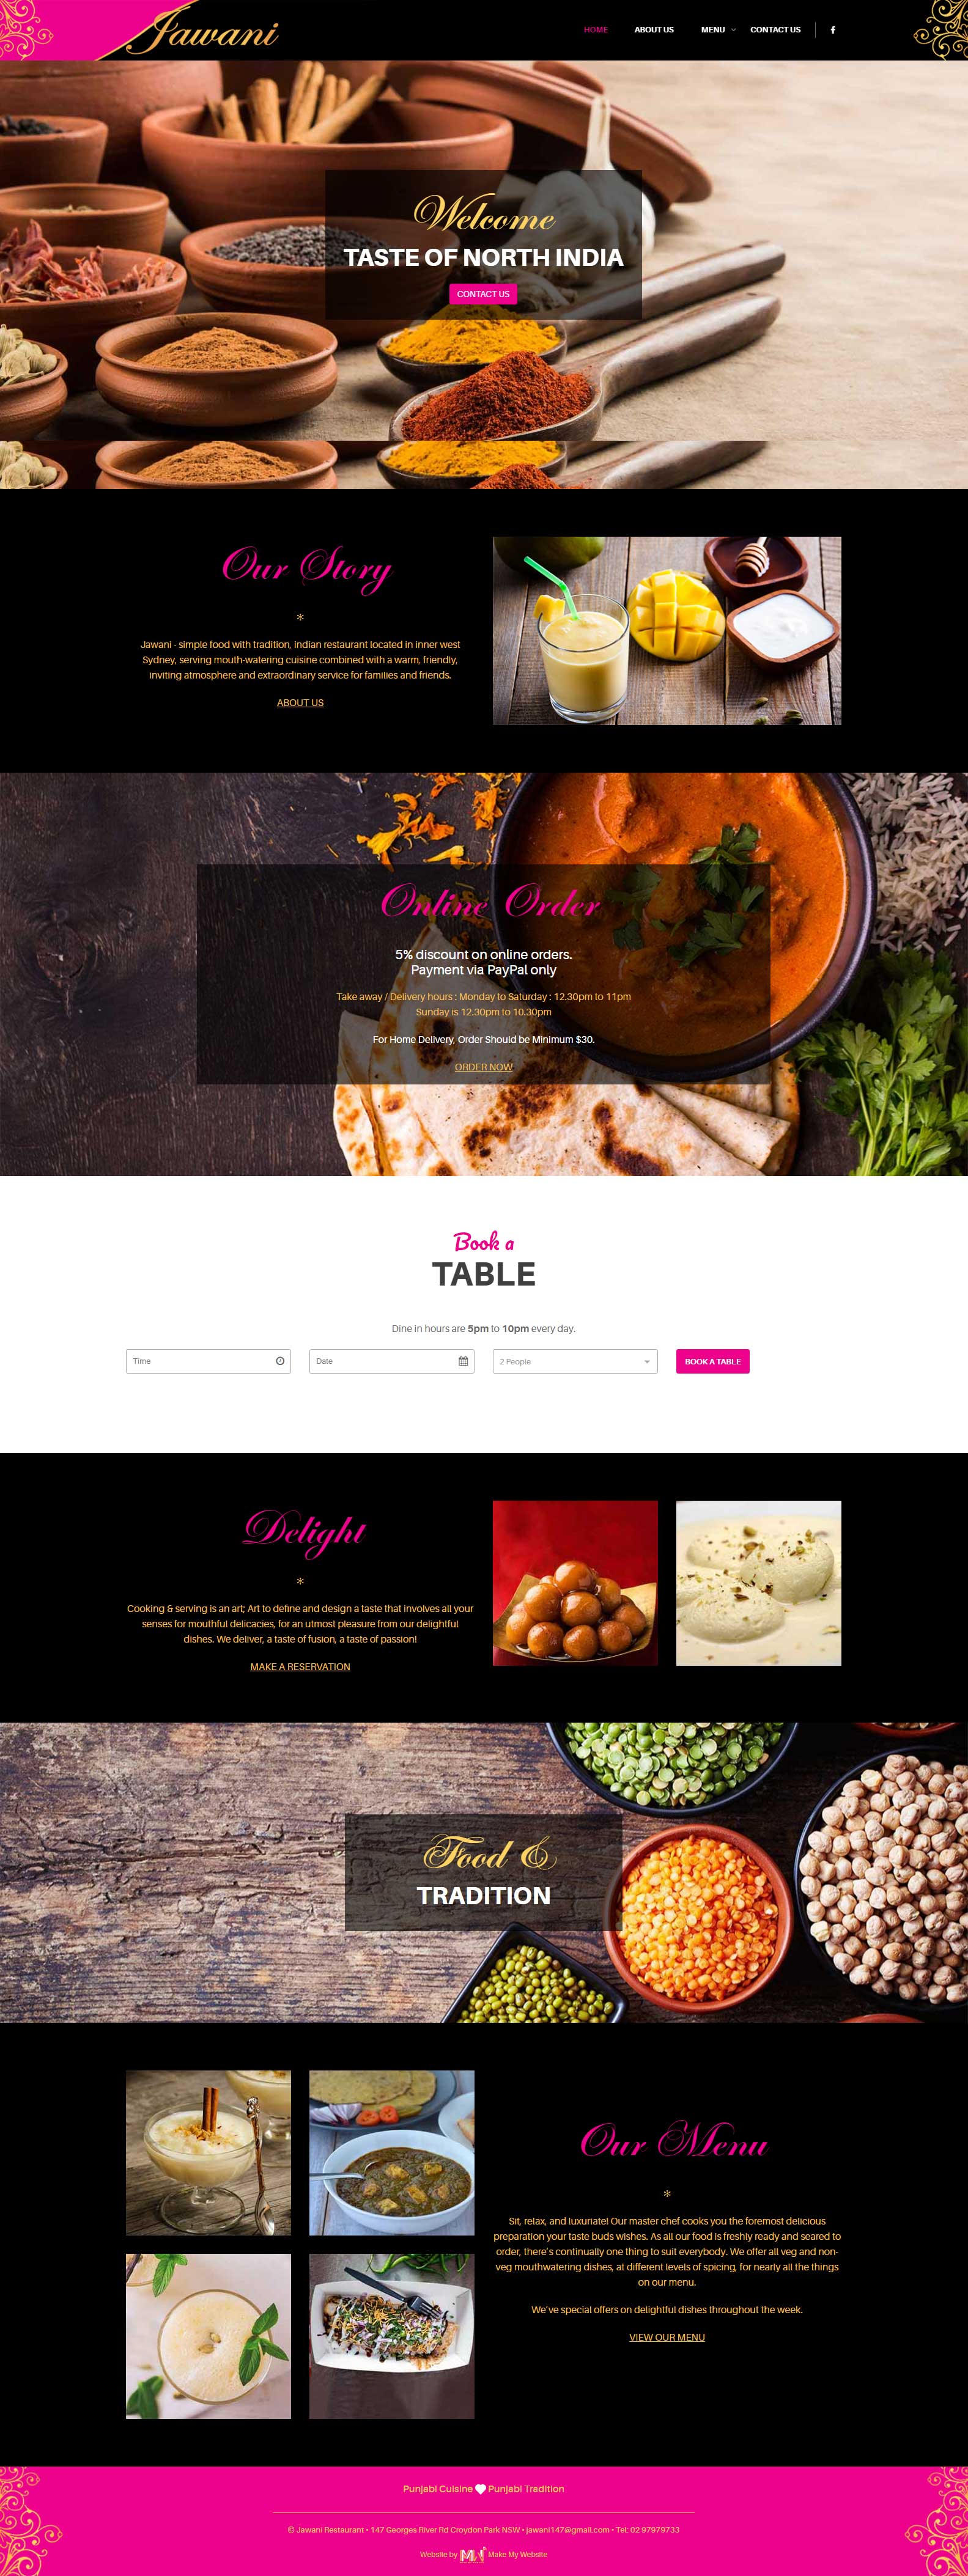 Jawani
HOME
ABOUT US
MENU
CONTACT US
Welcome
TASTE OF NORTH INDIA
CONTACT US
Our Story
Jawani - simple food with tradition, indian restaurant located in inner west
Sydney, serving mouth-watering cuisine combined with a warm, friendly,
inviting atmosphere and extraordinary service for families and friends.
ABOUT US
Online Order
5% discount on online orders.
Payment via PayPal only
Take away / Delivery hours : Monday to Saturday : 12.30pm to 11pm
Sunday is 12.30pm to 10.30pm
For Home Delivery, Order Should be Minimum $30.
ORDER NOW
Book a
TABLE
Dine in hours are 5pm to 10pm every day.
Time
Date
2 People
BOOK A TABLE
Delight
Cooking & serving is an art; Art to define and design a taste that involves all your
senses for mouthful delicacies, for an utmost pleasure from our delightful
dishes. We deliver, a taste of fusion, a taste of passion!
MAKE A RESERVATION
Food &
TRADITION
Our Menu
Sit, relax, and luxuriate! Our master chef cooks you the foremost delicious
preparation your taste buds wishes. As all our food is freshly ready and seared to
order, there's continually one thing to suit everybody. We offer all veg and non-
veg mouthwatering dishes, at different levels of spicing, for nearly all the things
on our menu.
We've special offers on delightful dishes throughout the week.
VIEW OUR MENU
Punjabi Cuisine Punjabi Tradition
© Jawani Restaurant • 147 Georges River Rd Croydon Park NSW • jawani147@gmail.com • Tel: 02 97979733
Website by MW Make My Website